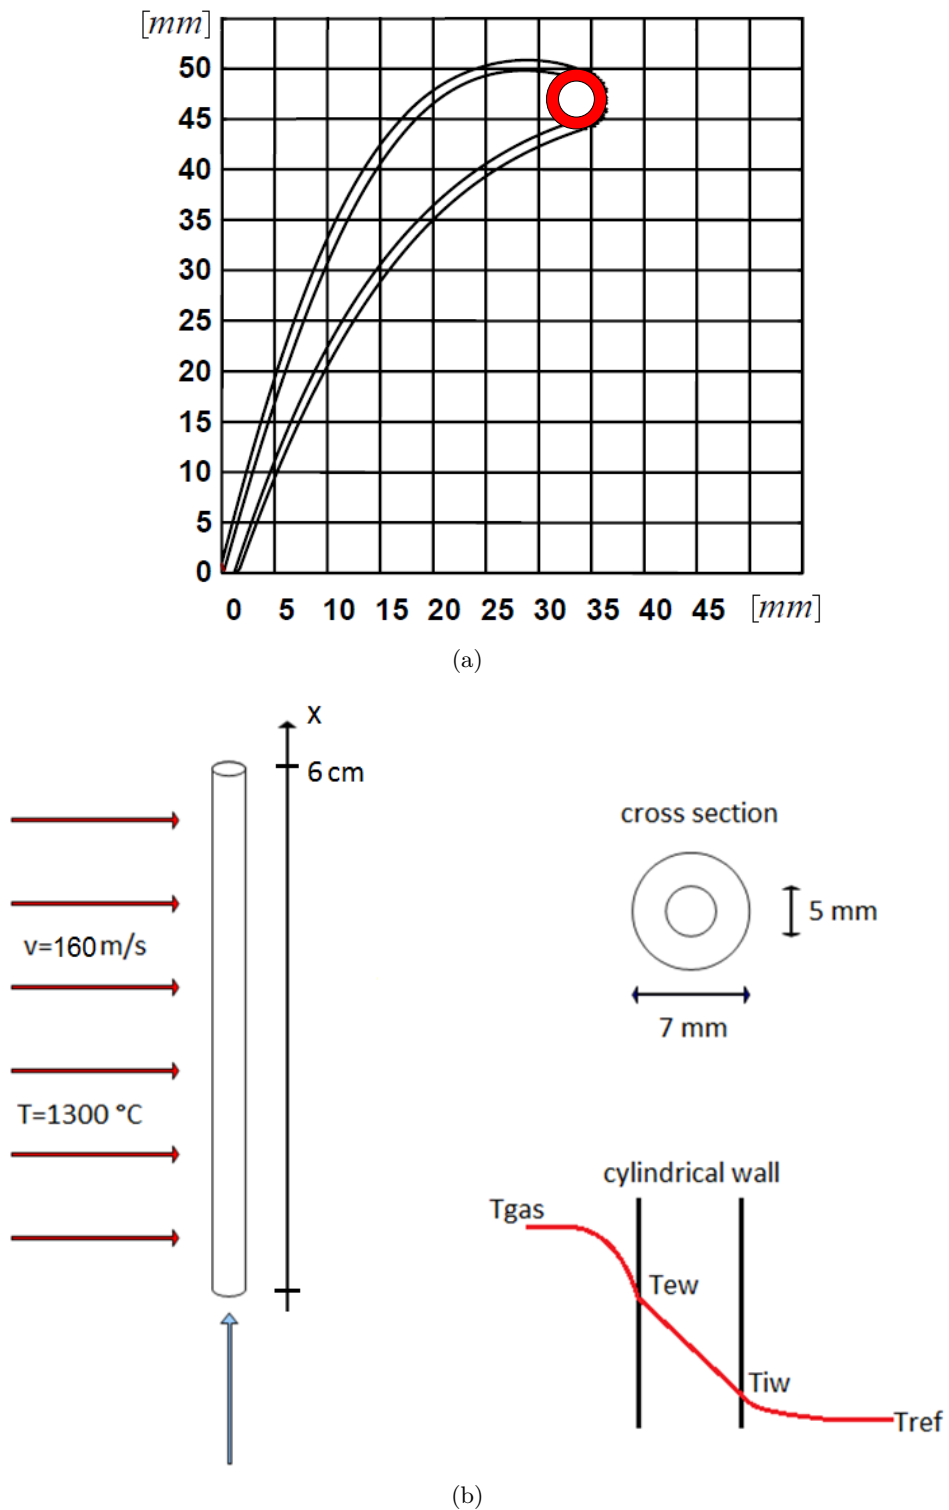 [mm]
50
45
40
35
30
25
20
15
10
5
0
0 5 10 15 20 25 30 35 40 45 [mm]
(a)
x
6 cm
cross section
v=160 m/s
5 mm
7 mm
T=1300 °C
cylindrical wall
Tgas
Tew
Tiw
Tref
(b)